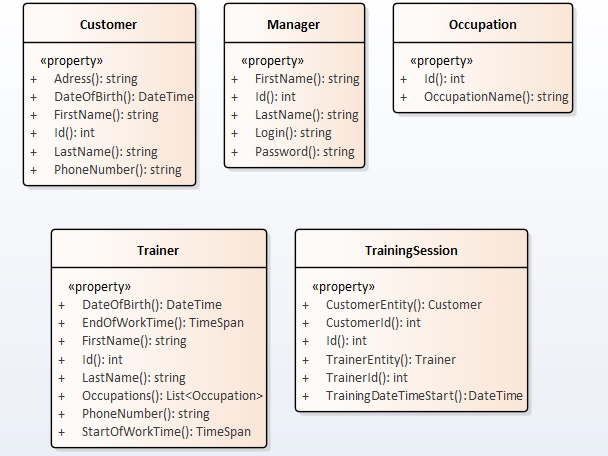 Customer
«property»
+ Adress(): string
+ DateOfBirth(): DateTime
+ FirstName(): string
+ Id(): int
+ LastName(): string
+ PhoneNumber(): string
Manager
«property»
+ FirstName(): string
+ Id(): int
+ LastName(): string
+ Login(): string
+ Password(): string
Occupation
«property»
+ Id(): int
+ OccupationName(): string
Trainer
«property»
+ DateOfBirth(): DateTime
+ EndOfWorkTime(): TimeSpan
+ FirstName(): string
+ Id(): int
+ LastName(): string
+ Occupations(): List<Occupation>
+ PhoneNumber(): string
+ StartOfWorkTime(): TimeSpan
TrainingSession
«property»
+ CustomerEntity(): Customer
+ CustomerId(): int
+ Id(): int
+ TrainerEntity(): Trainer
+ TrainerId(): int
+ TrainingDateTimeStart(): DateTime